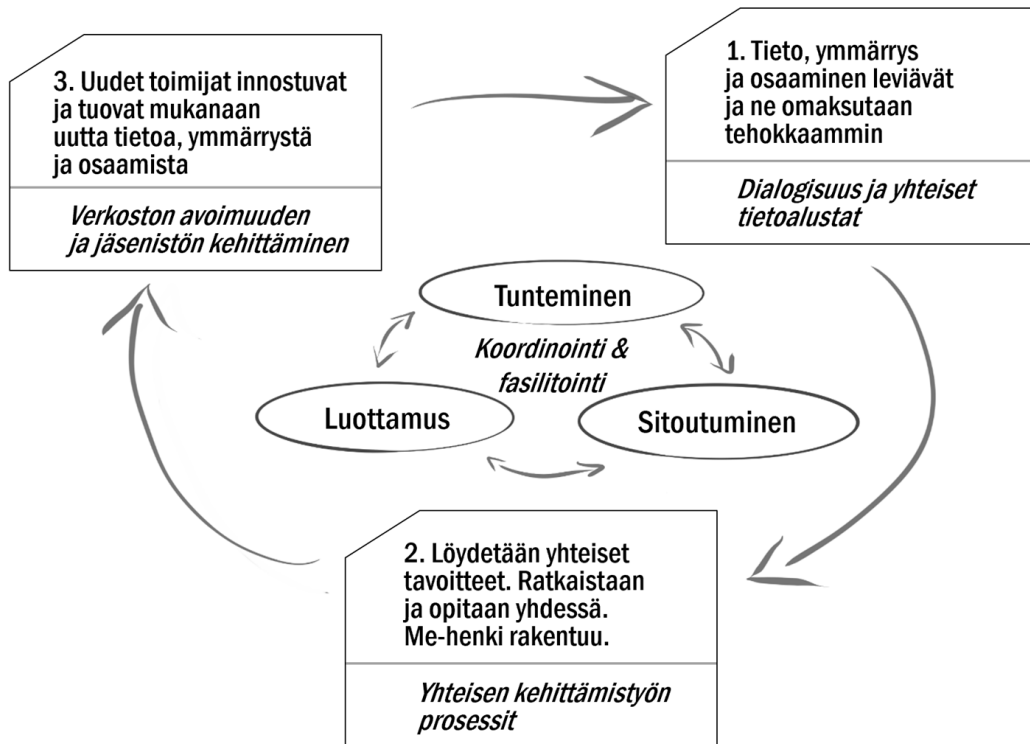 3. Uudet toimijat innostuvat
ja tuovat mukanaan
uutta tietoa, ymmärrystä
ja osaamista
Verkoston avoimuuden
ja jäsenistön kehittäminen
1. Tieto, ymmärrys
ja osaaminen leviävät
ja ne omaksutaan
tehokkaammin
Dialogisuus ja yhteiset
tietoalustat
Tunteminen
Koordinointi &
fasilitointi
Luottamus
Sitoutuminen
2. Löydetään yhteiset
tavoitteet. Ratkaistaan
ja opitaan yhdessä.
Me-henki rakentuu.
Yhteisen kehittämistyön
prosessit